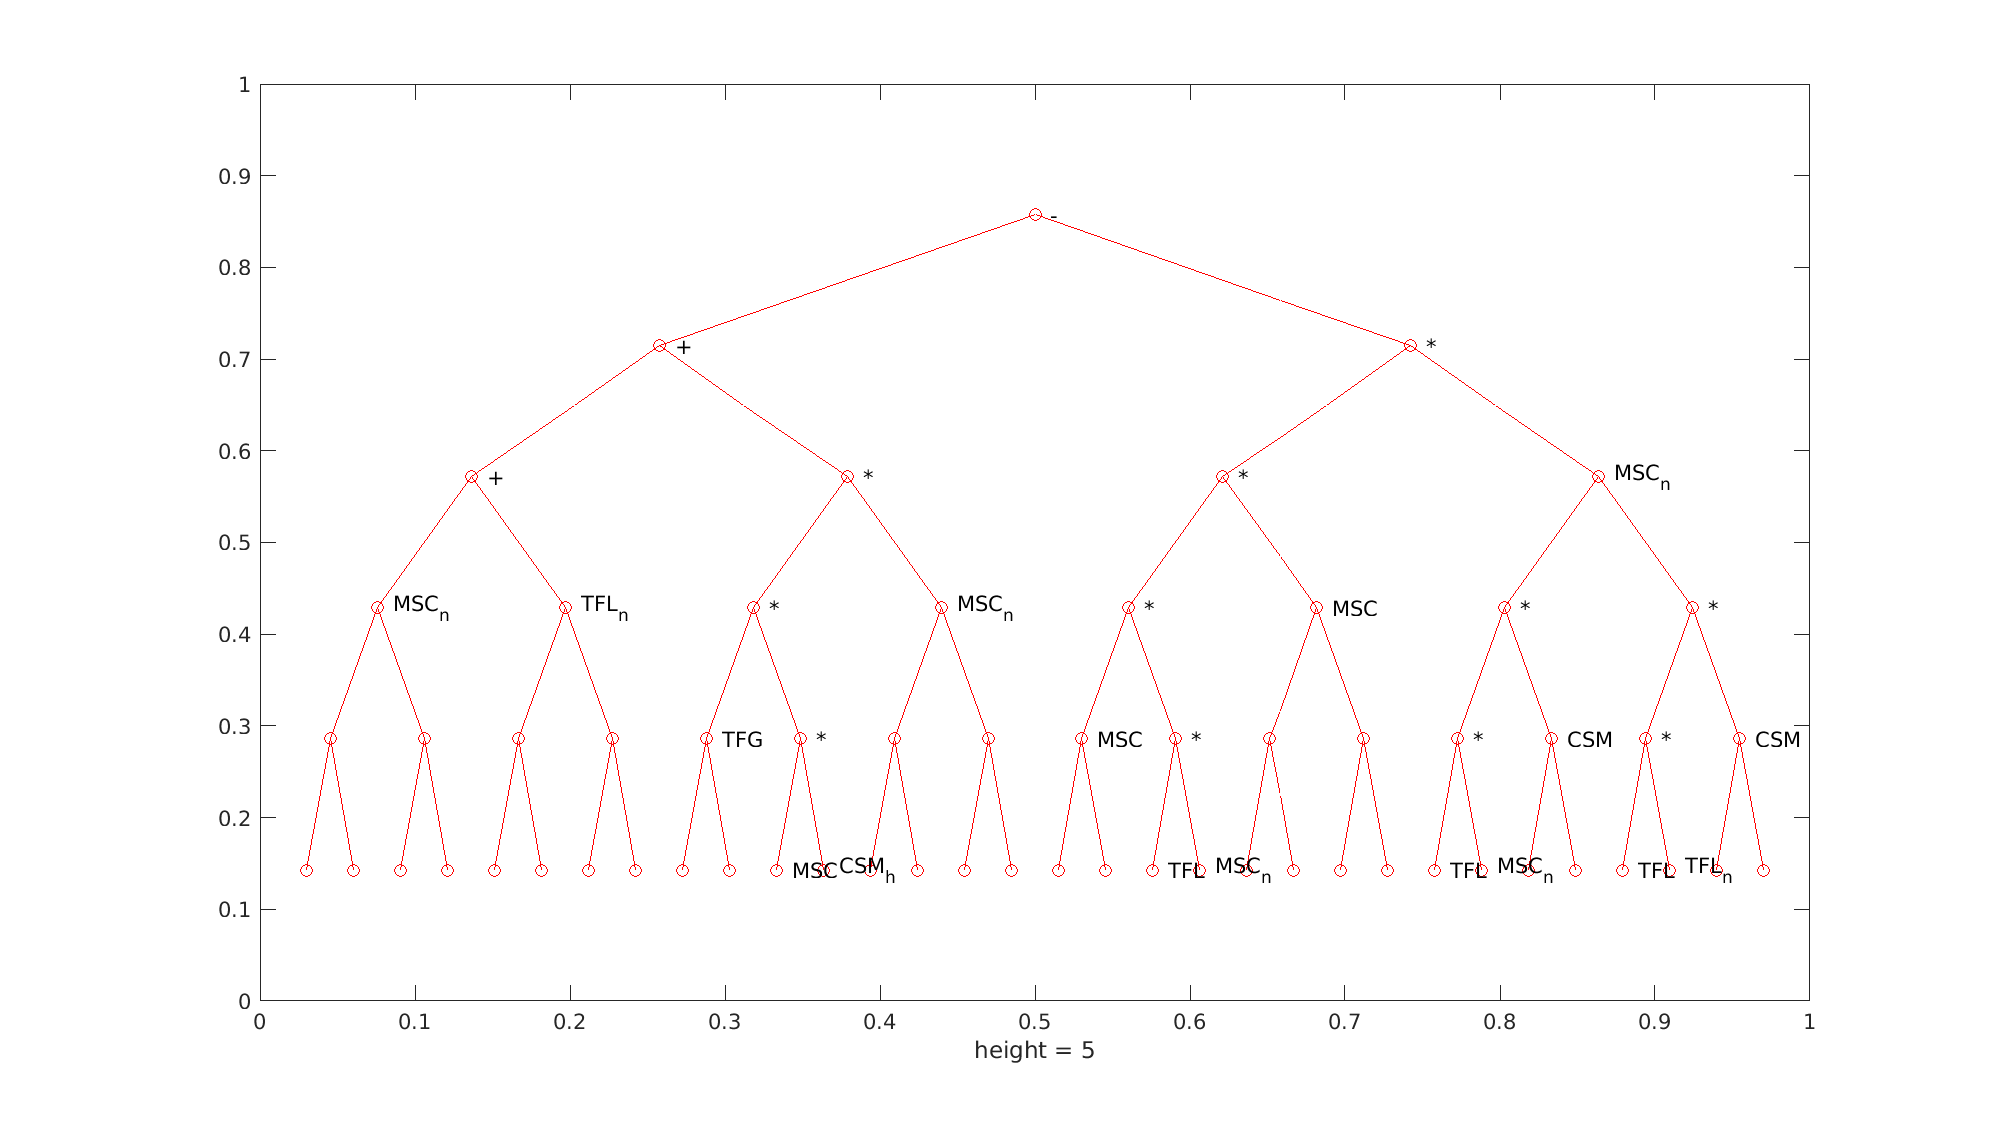 1
0.9
-
0.8
+ *
0.7
0.6
+ * * MSCn
0.5
MSCn TFLn * MSCn * MSC * *
0.4
0.3
TFG * MSC * * CSM * CSM
0.2
MSC CSMh TFL MSCn TFL MSCn TFL TFLn
0.1
0
0 0.1 0.2 0.3 0.4 0.5 0.6 0.7 0.8 0.9 1
height = 5